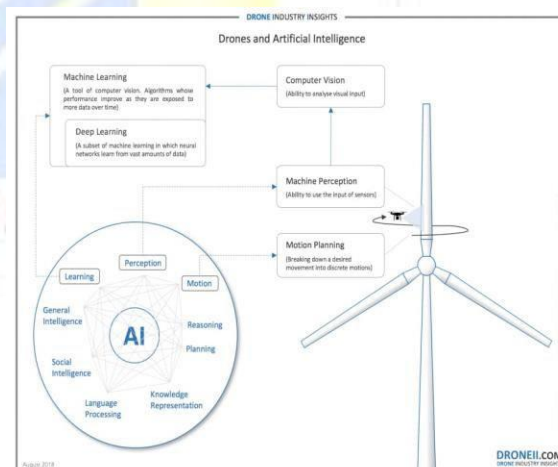 DRONE INDUSTRY INSIGHTS
Drones and Artificial Intelligence
Machine Learning
(A tool of computer vision. Algorithms whose
performance improve as they are exposed to
more data over time)
Deep Learning
(A subset of machine learning in which neural
networks learn from vast amounts of data)
Computer Vision
(Ability to analyse visual input)
Machine Perception
(Ability to use the input of sensors)
Motion Planning
(Breaking down a desired
movement into discrete motions)
Perception
Learning
Motion
General
Intelligence
AI
Reasoning
Planning
Social
Intelligence
Knowledge
Representation
Language
Processing
August 2018
DRONEII.COM
DRONE INDUSTRY INSIGHTS